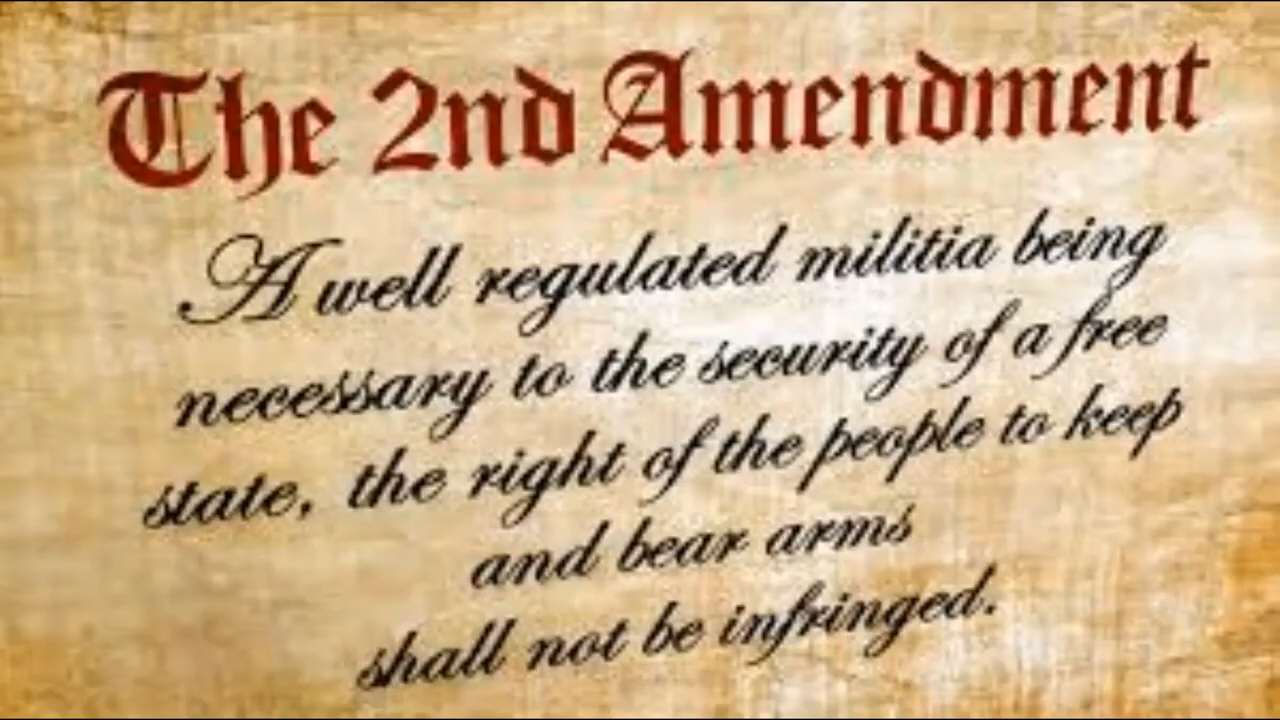 The 2nd Amendment
A well regulated militia being
necessary to the security of a free
state, the right of the people to keep
and bear arms
shall not be infringed.